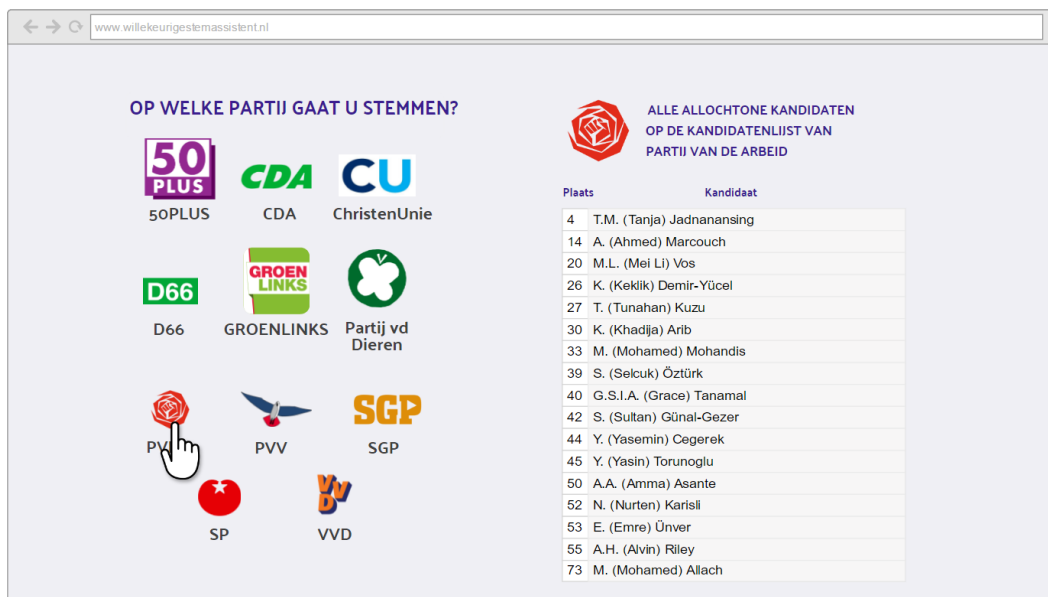 www.willekeurigestemassistent.nl
OP WELKE PARTIJ GAAT U STEMMEN?
50
PLUS
CDA
CU
50PLUS
CDA
ChristenUnie
D66
GROEN
LINKS
D66
GROENLINKS
Partij vd
Dieren
SGP
PVV
SGP
VVD
SP
VVD
ALLE ALLOCHTONE KANDIDATEN
OP DE KANDIDATENLIJST VAN
PARTIJ VAN DE ARBEID
Plaats Kandidaat
4 T.M. (Tanja) Jadnanansing
14 A. (Ahmed) Marcouch
20 M.L. (Mei Li) Vos
26 K. (Keklik) Demir-Yücel
27 T. (Tunahan) Kuzu
30 K. (Khadija) Arib
33 M. (Mohamed) Mohandis
39 S. (Selcuk) Öztürk
40 G.S.I.A. (Grace) Tanamal
42 S. (Sultan) Günal-Gezer
44 Y. (Yasemin) Cegerek
45 Y. (Yasin) Torunoglu
50 A.A. (Amma) Asante
52 N. (Nurten) Karisli
53 E. (Emre) Ünver
55 A.H. (Alvin) Riley
73 M. (Mohamed) Allach